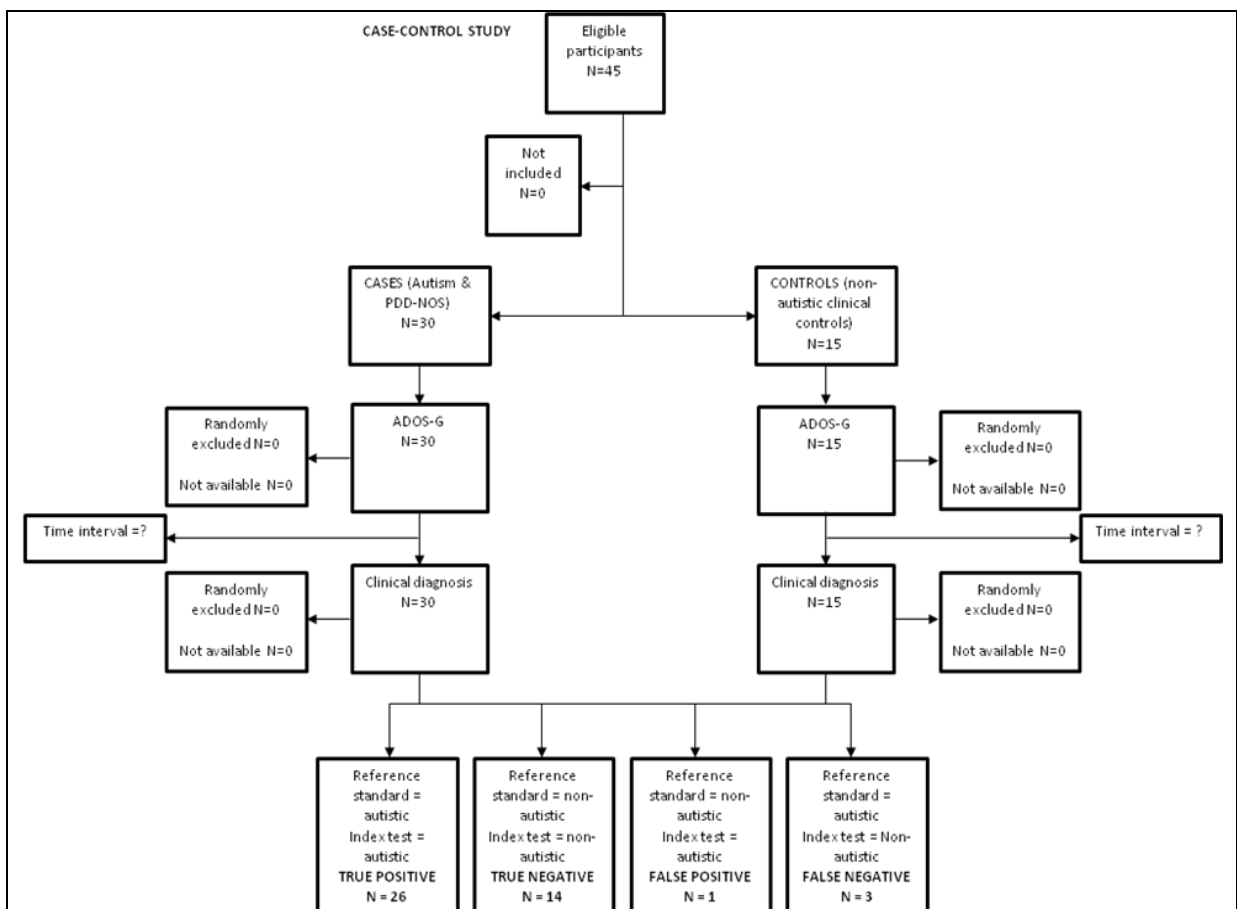 CASE-CONTROL STUDY
Eligible
participants
N=45
Not
included
N=0
CASES (Autism &
PDD-NOS)
N=30
CONTROLS (non-
autistic clinical
controls)
N=15
Randomly
excluded N=0
Not available N=0
ADOS-G
N=30
ADOS-G
N=15
Randomly
excluded N=0
Not available N=0
Time interval =?
Time interval = ?
Randomly
excluded N=0
Not available N=0
Clinical diagnosis
N=30
Clinical diagnosis
N=15
Randomly
excluded N=0
Not available N=0
Reference
standard =
autistic
Index test =
autistic
TRUE POSITIVE
N = 26
Reference
standard = non-
autistic
Index test = non-
autistic
TRUE NEGATIVE
N = 14
Reference
standard = non-
autistic
Index test =
autistic
FALSE POSITIVE
N = 1
Reference
standard =
autistic
Index test = Non-
autistic
FALSE NEGATIVE
N = 3